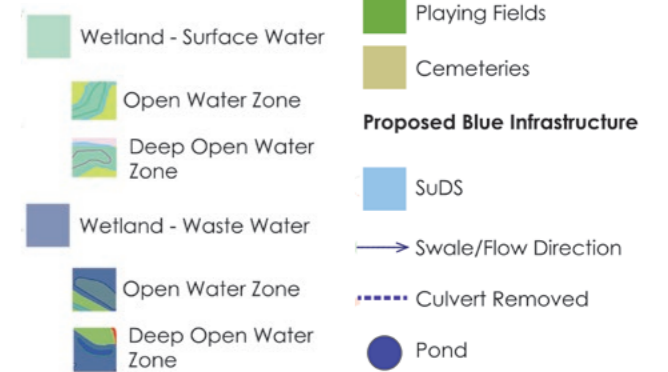 Wetland - Surface Water
Open Water Zone
Deep Open Water
Zone
Wetland - Waste Water
Open Water Zone
Deep Open Water
Zone
Playing Fields
Cemeteries
Proposed Blue Infrastructure
SuDS
Swale/Flow Direction
Culvert Removed
Pond